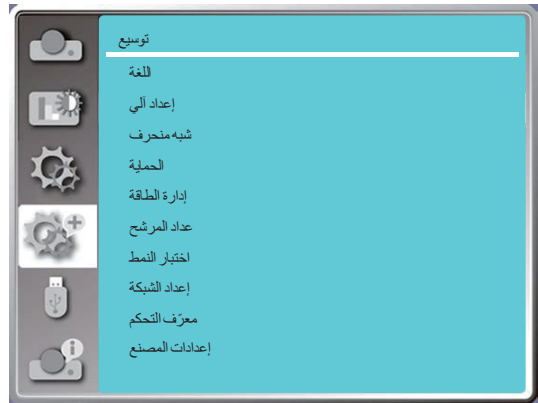 توسيع
اللغة
إعداد آلي
شبه منحرف
الحماية
إدارة الطاقة
عداد المرشح
اختبار النمط
إعداد الشبكة
معرّف التحكم
إعدادات المصنع